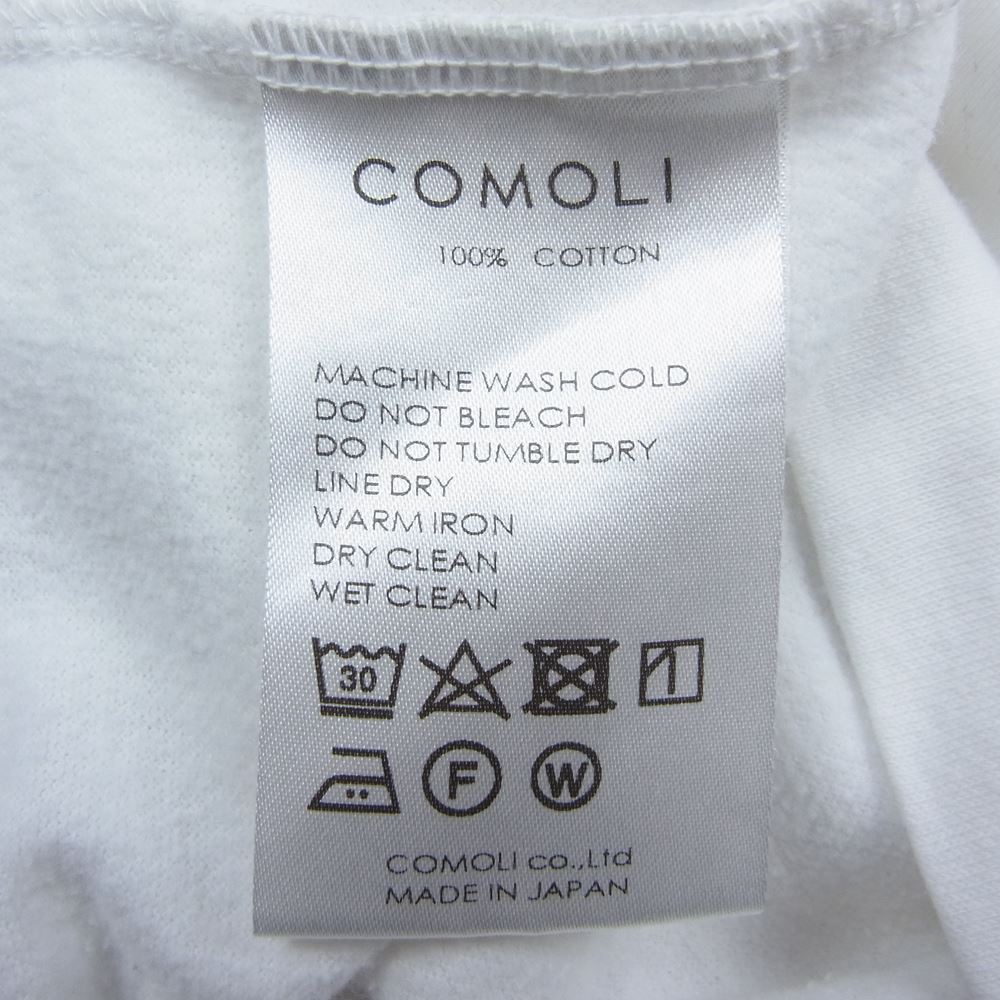 COMOLI
100% COTTON
MACHINE WASH COLD
DO NOT BLEACH
DO NOT TUMBLE DRY
LINE DRY
WARM IRON
DRY CLEAN
WET CLEAN
30
F W
COMOLI co.,Ltd
MADE IN JAPAN